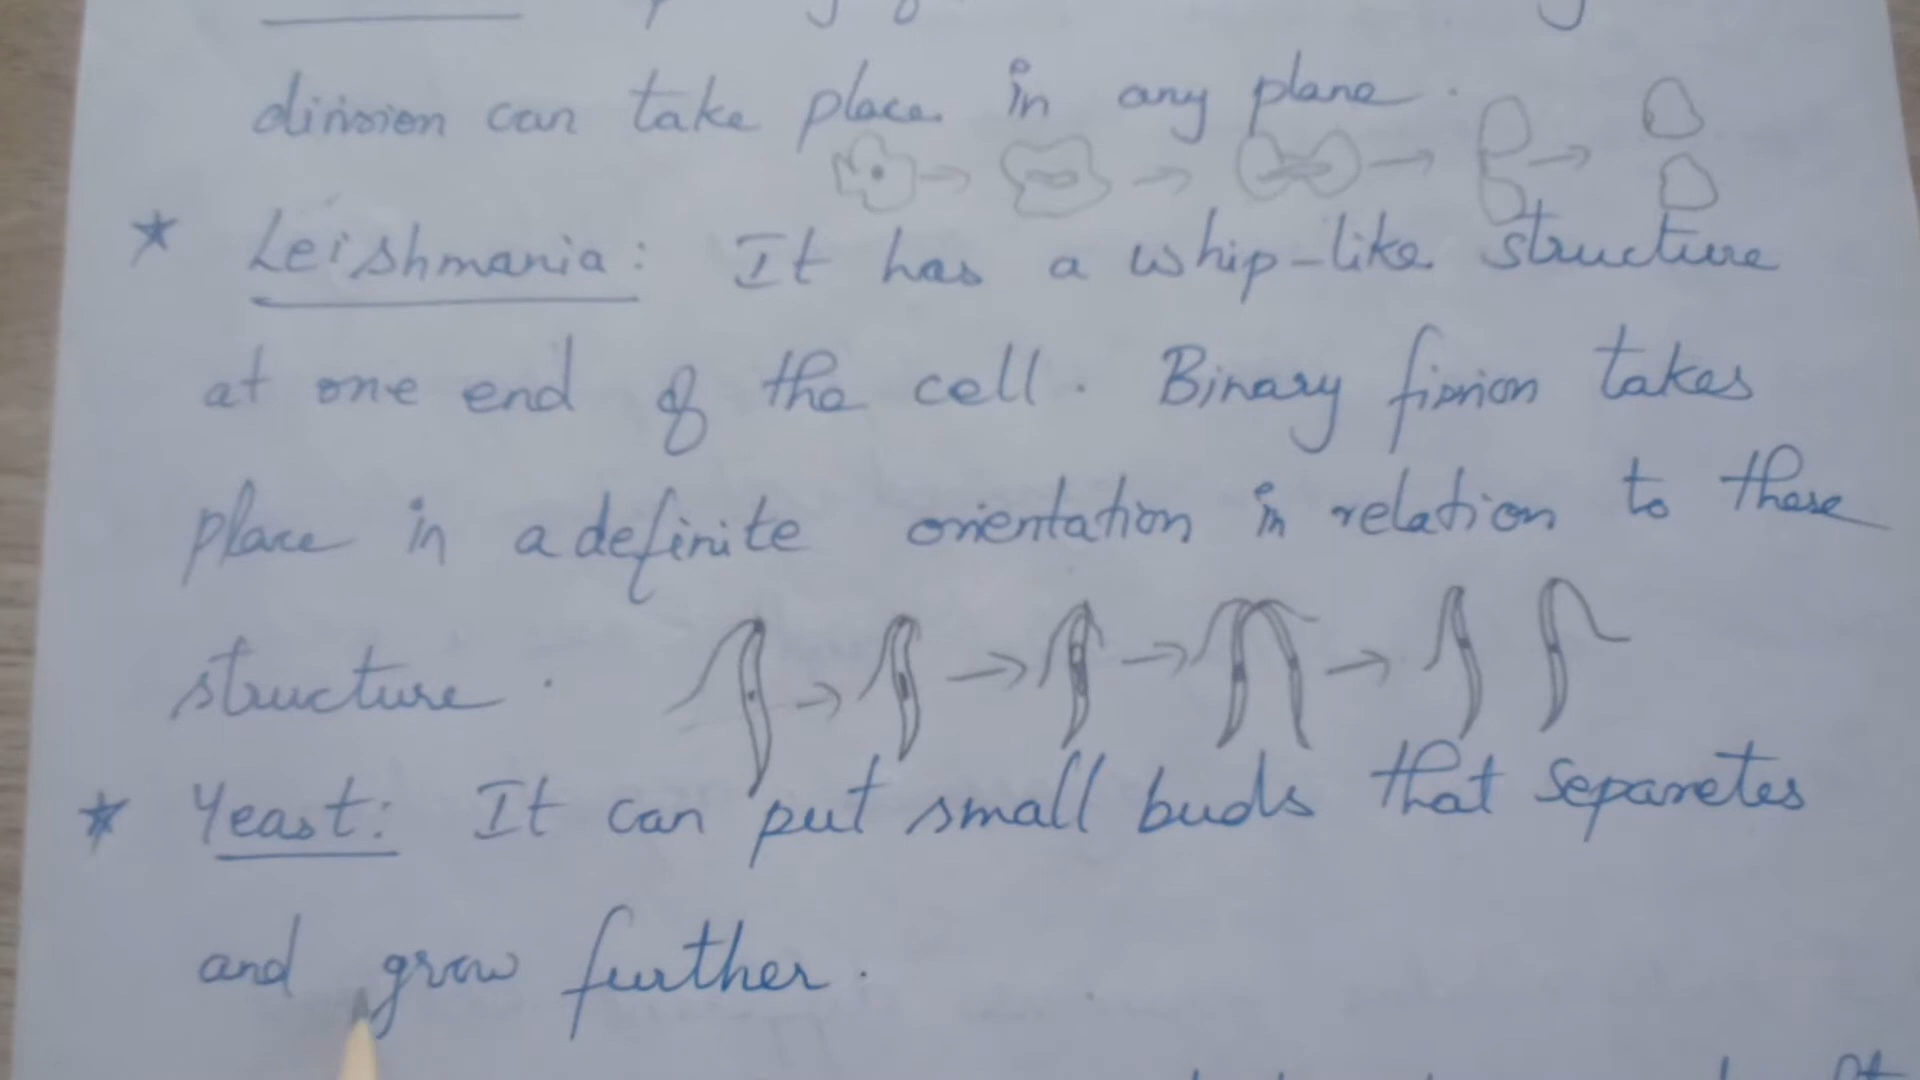 division can take place in any plane.
* Leishmania: It has a whip-like structure
at one end of the cell. Binary fission takes
place in a definite orientation in relation to these
structure.
* Yeast: It can put small buds that separetes
and grow further.